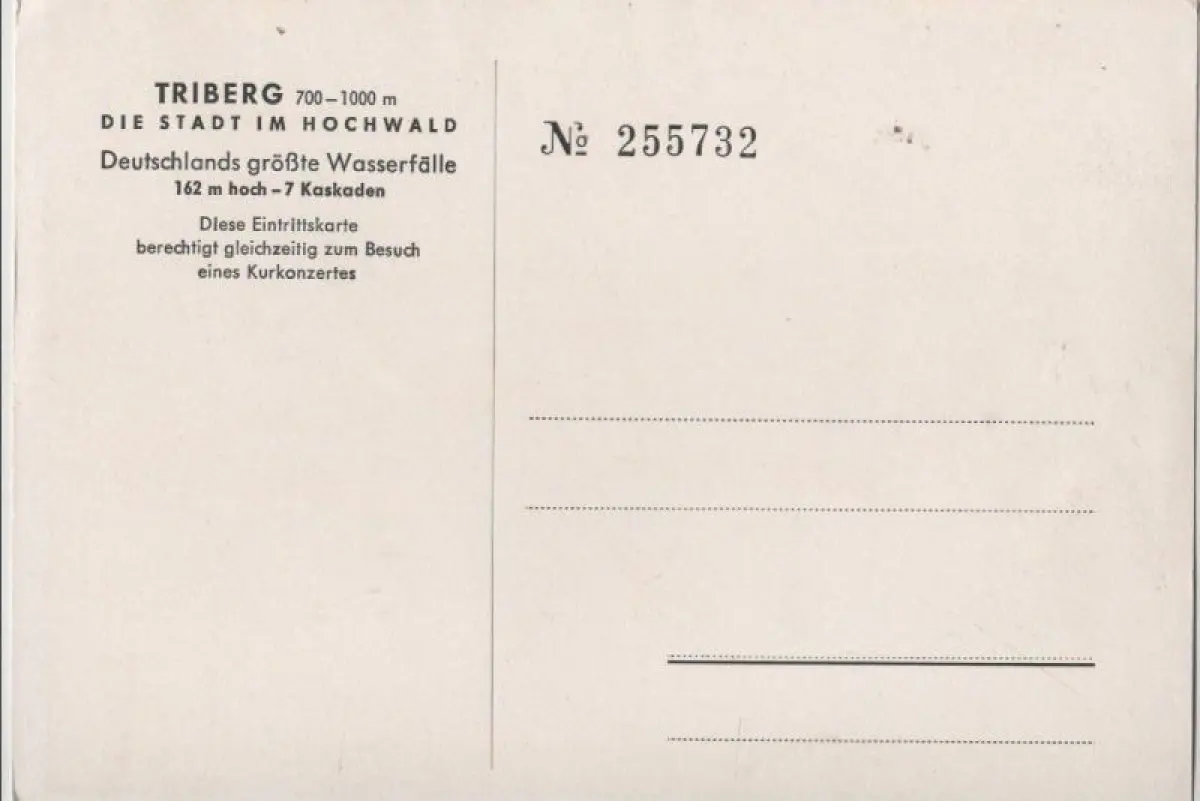 TRIBERG 700–1000 m
DIE STADT IM HOCHWALD
Deutschlands größte Wasserfälle
162 m hoch – 7 Kaskaden
Diese Eintrittskarte
berechtigt gleichzeitig zum Besuch
eines Kurkonzertes
№ 255732